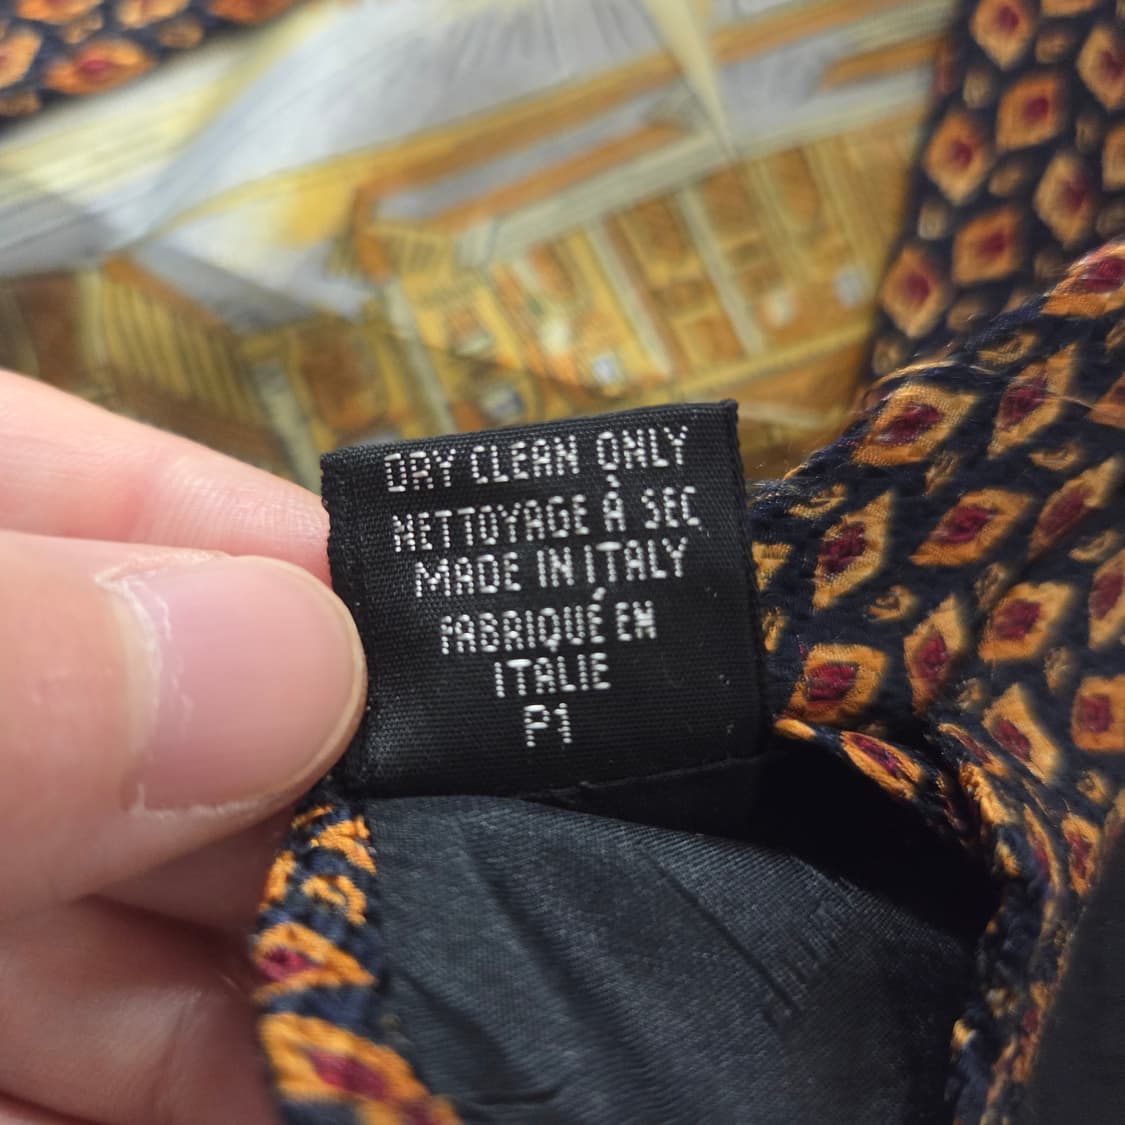 DRY CLEAN ONLY
NETTOYAGE À SEC
MADE IN ITALY
FABRIQUÉ EN
ITALIE
P1